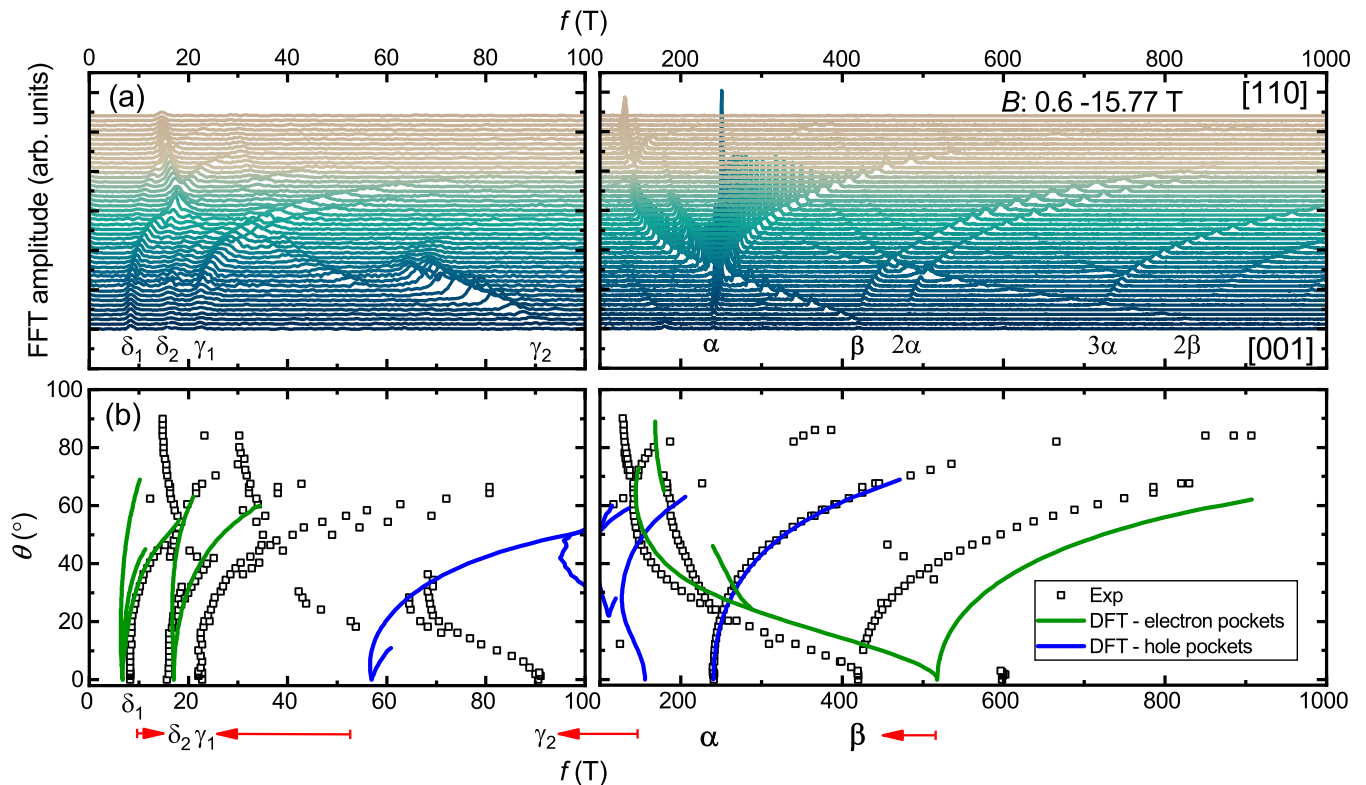 f (T)
0 20 40 60 80 100 200 400 600 800 1000
FFT amplitude (arb. units)
(a)
B: 0.6 -15.77 T
[110]
δ1 δ2 γ1 γ2 α β 2α 3α 2β
[001]
θ (°)
100
80
60
40
20
0
(b)
Exp
DFT - electron pockets
DFT - hole pockets
0 20 40 60 80 100 200 400 600 800 1000
δ1
δ2 γ1 γ2 α β
f (T)